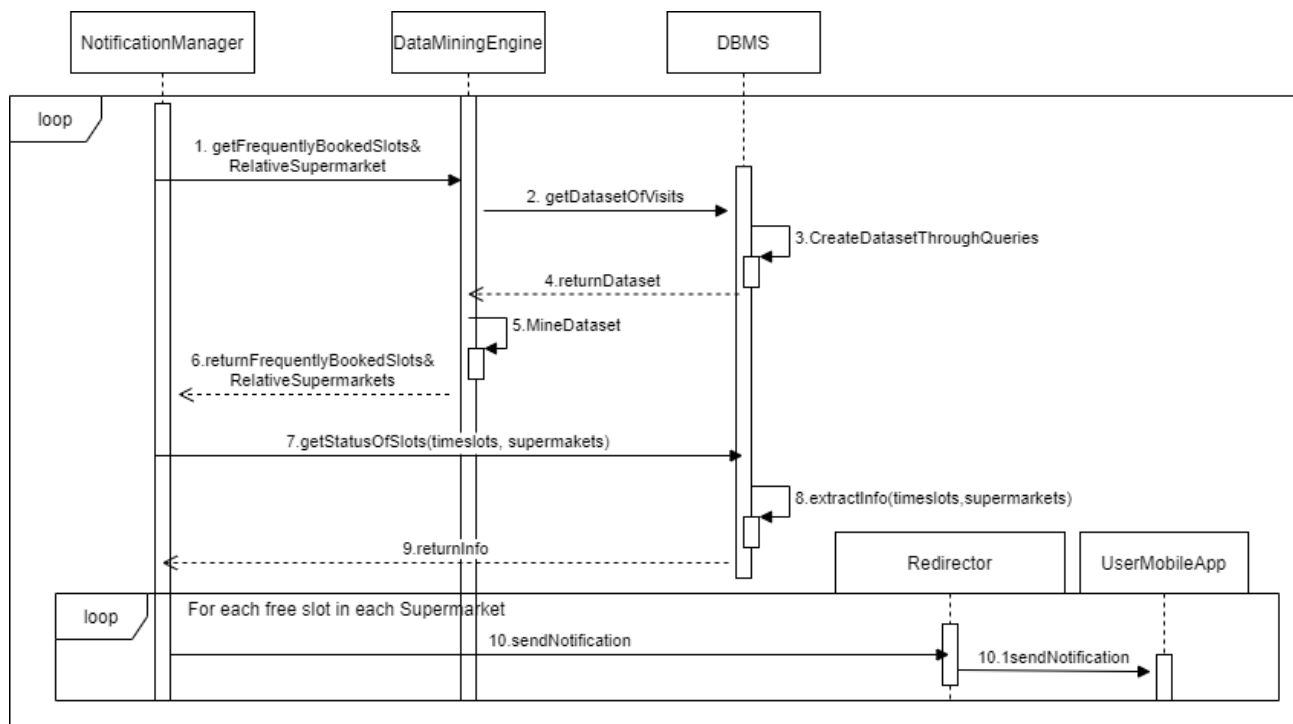 NotificationManager
DataMiningEngine
DBMS
loop
1. getFrequentlyBookedSlots&
RelativeSupermarket
2. getDatasetOfVisits
3.CreateDatasetThroughQueries
4.returnDataset
5.MineDataset
6.returnFrequentlyBookedSlots&
RelativeSupermarkets
7.getStatusOfSlots(timeslots, supermakets)
8.extractInfo(timeslots,supermarkets)
9.returnInfo
Redirector
UserMobileApp
loop
For each free slot in each Supermarket
10.sendNotification
10.1sendNotification